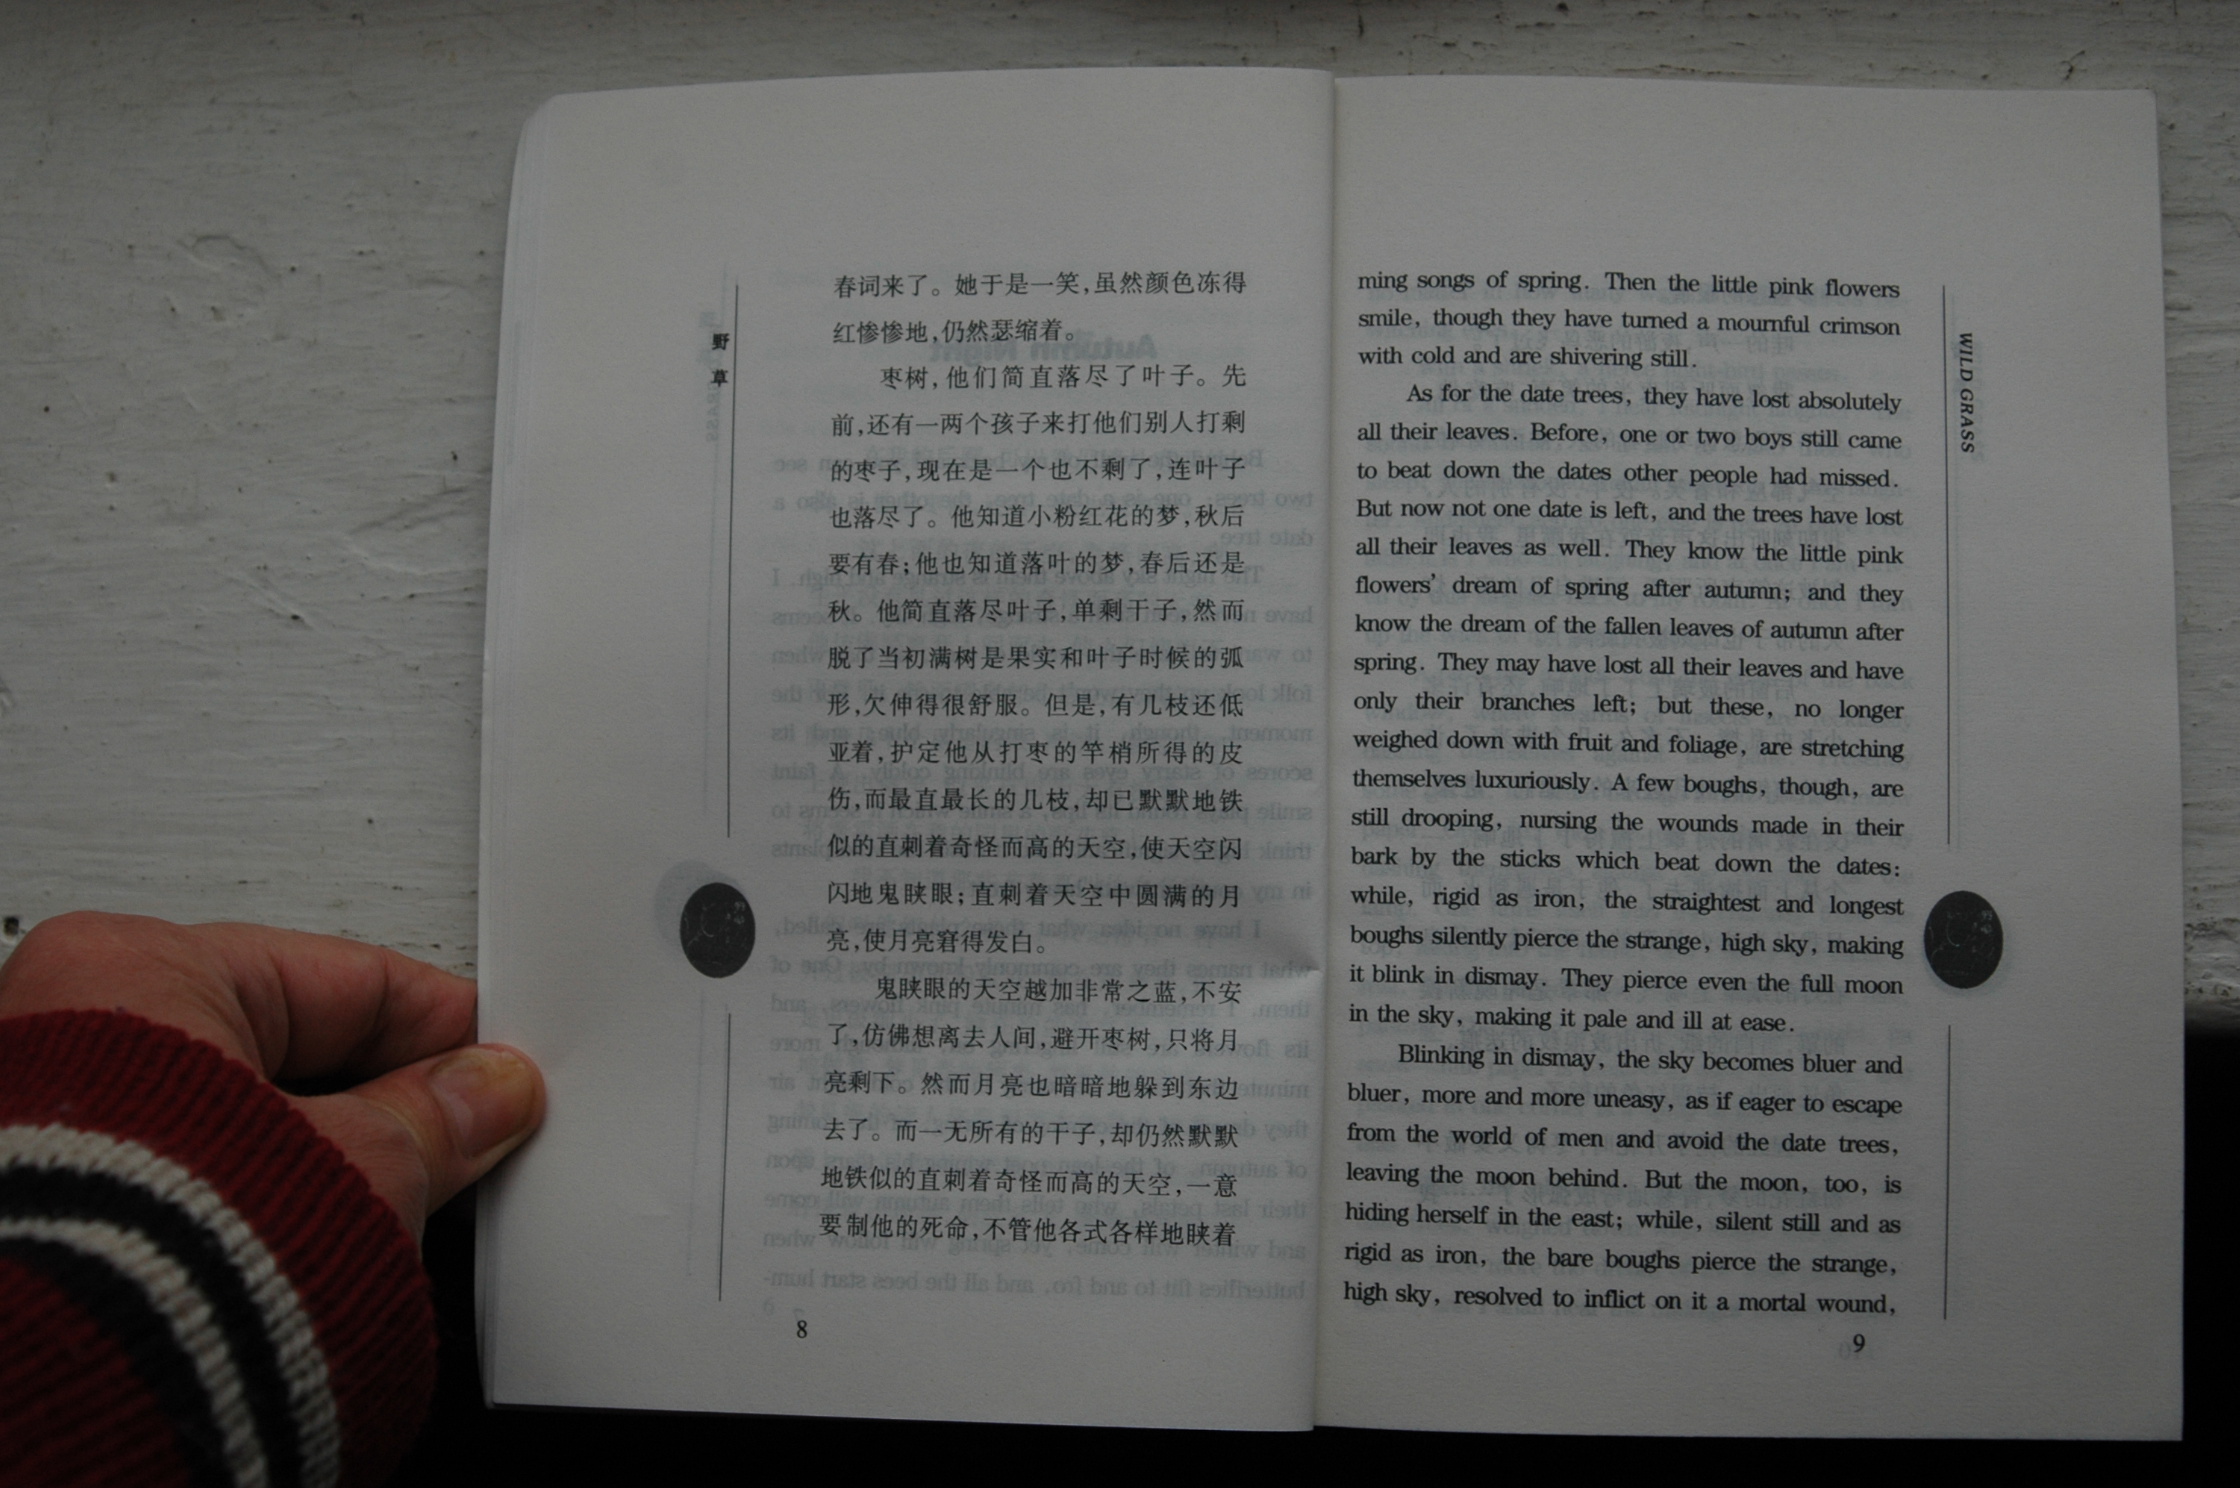 野
草
春词来了。她于是一笑,虽然颜色冻得
红惨惨地,仍然瑟缩着。
枣树,他们简直落尽了叶子。先
前,还有一两个孩子来打他们别人打剩
的枣子,现在是一个也不剩了,连叶子
也落尽了。他知道小粉红花的梦,秋后
要有春;他也知道落叶的梦,春后还是
秋。他简直落尽叶子,单剩干子,然而
脱了当初满树是果实和叶子时候的弧
形,欠伸得很舒服。但是,有几枝还低
亚着,护定他从打枣的竿梢所得的皮
伤,而最直最长的几枝,却已默默地铁
似的直刺着奇怪而高的天空,使天空闪
闪地鬼䀹眼;直刺着天空中圆满的月
亮,使月亮窘得发白。
鬼䀹眼的天空越加非常之蓝,不安
了,仿佛想离去人间,避开枣树,只将月
亮剩下。然而月亮也暗暗地躲到东边
去了。而一无所有的干子,却仍然默默
地铁似的直刺着奇怪而高的天空,一意
要制他的死命,不管他各式各样地䀹着
8
ming songs of spring. Then the little pink flowers
smile, though they have turned a mournful crimson
with cold and are shivering still.
As for the date trees, they have lost absolutely
all their leaves. Before, one or two boys still came
to beat down the dates other people had missed.
But now not one date is left, and the trees have lost
all their leaves as well. They know the little pink
flowers' dream of spring after autumn; and they
know the dream of the fallen leaves of autumn after
spring. They may have lost all their leaves and have
only their branches left; but these, no longer
weighed down with fruit and foliage, are stretching
themselves luxuriously. A few boughs, though, are
still drooping, nursing the wounds made in their
bark by the sticks which beat down the dates:
while, rigid as iron, the straightest and longest
boughs silently pierce the strange, high sky, making
it blink in dismay. They pierce even the full moon
in the sky, making it pale and ill at ease.
Blinking in dismay, the sky becomes bluer and
bluer, more and more uneasy, as if eager to escape
from the world of men and avoid the date trees,
leaving the moon behind. But the moon, too, is
hiding herself in the east; while, silent still and as
rigid as iron, the bare boughs pierce the strange,
high sky, resolved to inflict on it a mortal wound,
9
WILD GRASS